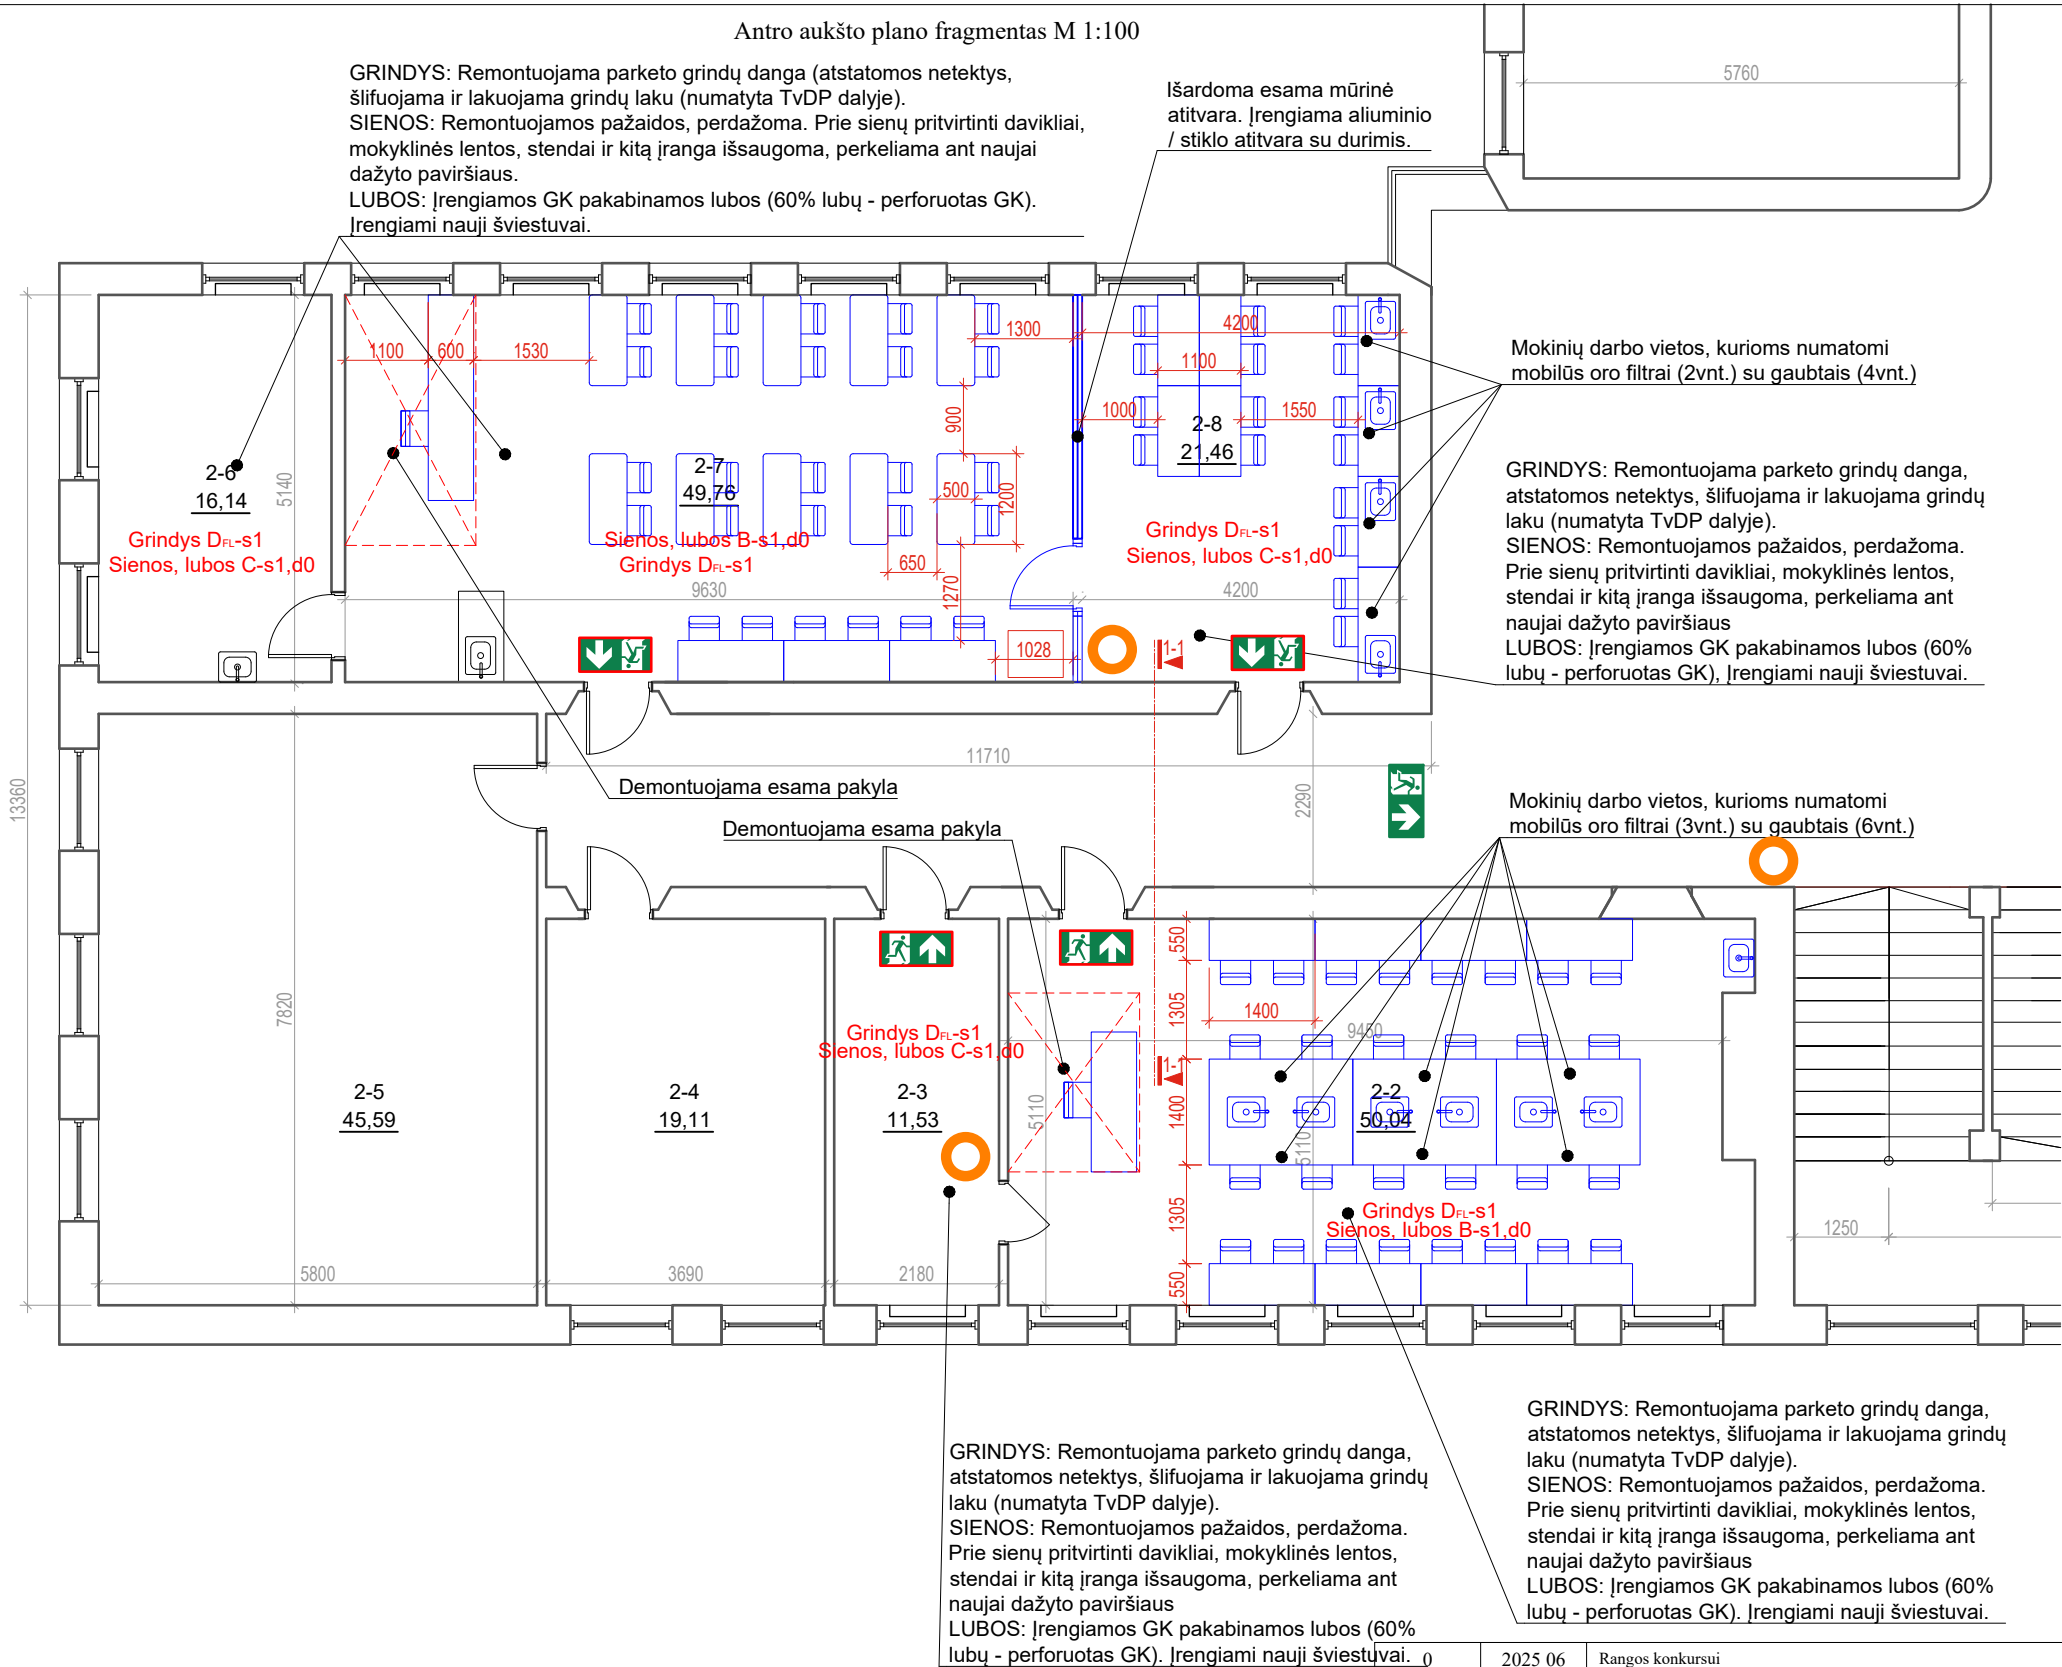 Antro aukšto plano fragmentas M 1:100
GRINDYS: Remontuojama parketo grindų danga (atstatomos netektys,
šlifuojama ir lakuojama grindų laku (numatyta TvDP dalyje).
SIENOS: Remontuojamos pažaidos, perdažoma. Prie sienų pritvirtinti davikliai,
mokyklinės lentos, stendai ir kitą įranga išsaugoma, perkeliama ant naujai
dažyto paviršiaus.
LUBOS: Įrengiamos GK pakabinamos lubos (60% lubų - perforuotas GK).
Įrengiami nauji šviestuvai.
Išardoma esama mūrinė
atitvara. Įrengiama aliuminio
/ stiklo atitvara su durimis.
5760
1100
600
1530
1300
4200
1100
1000
1550
900
500
1200
650
1270
9630
4200
1028
5140
13360
2-6
16,14
Grindys DFL-s1
Sienos, lubos C-s1,d0
2-7
49,76
Sienos, lubos B-s1,d0
Grindys DFL-s1
2-8
21,46
Grindys DFL-s1
Sienos, lubos C-s1,d0
1-1
Mokinių darbo vietos, kurioms numatomi
mobilūs oro filtrai (2vnt.) su gaubtais (4vnt.)
GRINDYS: Remontuojama parketo grindų danga,
atstatomos netektys, šlifuojama ir lakuojama grindų
laku (numatyta TvDP dalyje).
SIENOS: Remontuojamos pažaidos, perdažoma.
Prie sienų pritvirtinti davikliai, mokyklinės lentos,
stendai ir kitą įranga išsaugoma, perkeliama ant
naujai dažyto paviršiaus
LUBOS: Įrengiamos GK pakabinamos lubos (60%
lubų - perforuotas GK), Įrengiami nauji šviestuvai.
11710
2290
Demontuojama esama pakyla
Demontuojama esama pakyla
Mokinių darbo vietos, kurioms numatomi
mobilūs oro filtrai (3vnt.) su gaubtais (6vnt.)
550
1305
1400
1305
550
1400
9450
5110
5110
7820
1-1
2-5
45,59
2-4
19,11
Grindys DFL-s1
Sienos, lubos C-s1,d0
2-3
11,53
2-2
50,04
Grindys DFL-s1
Sienos, lubos B-s1,d0
5800
3690
2180
1250
GRINDYS: Remontuojama parketo grindų danga,
atstatomos netektys, šlifuojama ir lakuojama grindų
laku (numatyta TvDP dalyje).
SIENOS: Remontuojamos pažaidos, perdažoma.
Prie sienų pritvirtinti davikliai, mokyklinės lentos,
stendai ir kitą įranga išsaugoma, perkeliama ant
naujai dažyto paviršiaus
LUBOS: Įrengiamos GK pakabinamos lubos (60%
lubų - perforuotas GK). Įrengiami nauji šviestuvai.
GRINDYS: Remontuojama parketo grindų danga,
atstatomos netektys, šlifuojama ir lakuojama grindų
laku (numatyta TvDP dalyje).
SIENOS: Remontuojamos pažaidos, perdažoma.
Prie sienų pritvirtinti davikliai, mokyklinės lentos,
stendai ir kitą įranga išsaugoma, perkeliama ant
naujai dažyto paviršiaus
LUBOS: Įrengiamos GK pakabinamos lubos (60%
lubų - perforuotas GK). Įrengiami nauji šviestuvai.
0 2025 06 Rangos konkursui